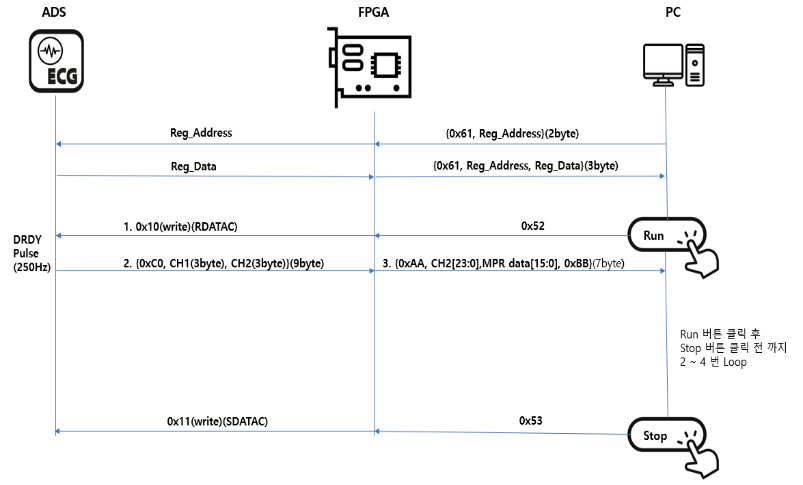 ADS
FPGA
PC
ECG
Reg_Address
{0x61, Reg_Address}(2byte)
Reg_Data
{0x61, Reg_Address, Reg_Data}(3byte)
1. 0x10(write)(RDATAC)
0x52
Run
DRDY
Pulse
(250Hz)
2. {0xC0, CH1(3byte), CH2(3byte)}(9byte)
3. {0xAA, CH2[23:0],MPR data[15:0], 0xBB}(7byte)
Run 버튼 클릭 후
Stop 버튼 클릭 전 까지
2 ~ 4 번 Loop
0x11(write)(SDATAC)
0x53
Stop